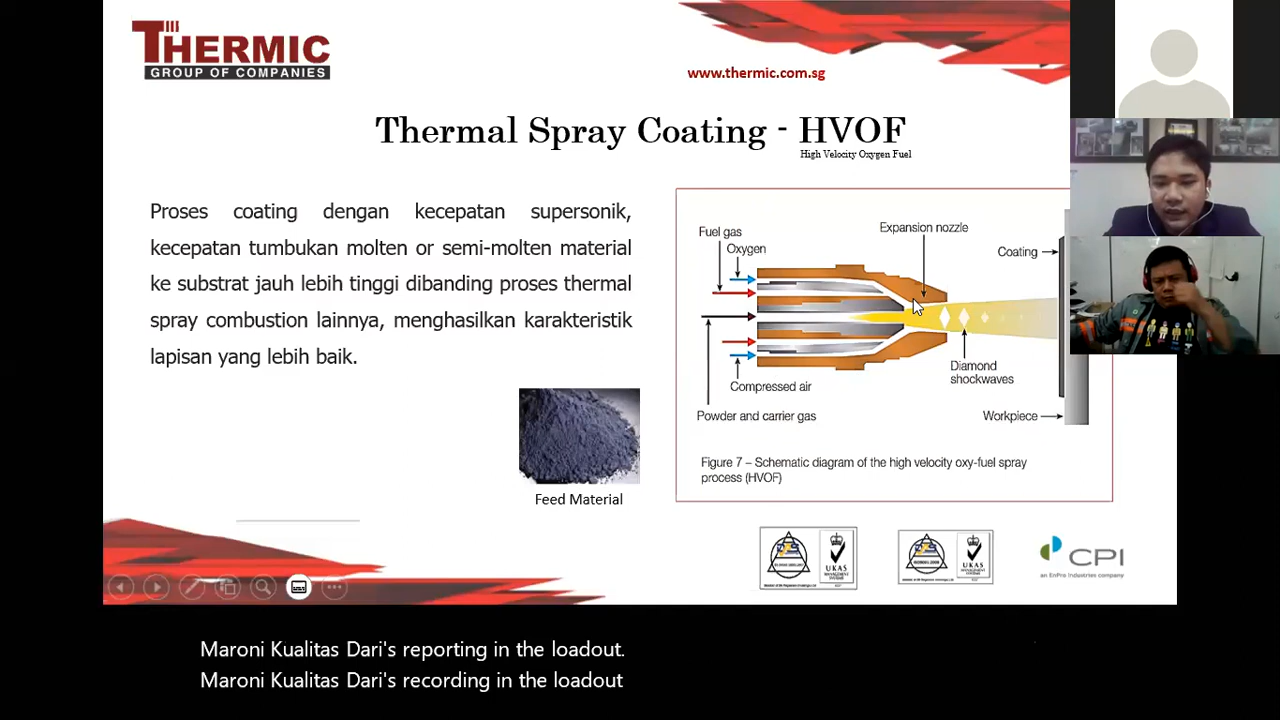 THERMIC
GROUP OF COMPANIES
www.thermic.com.sg
Thermal Spray Coating - HVOF
High Velocity Oxygen Fuel
Proses coating dengan kecepatan supersonik,
kecepatan tumbukan molten or semi-molten material
ke substrat jauh lebih tinggi dibanding proses thermal
spray combustion lainnya, menghasilkan karakteristik
lapisan yang lebih baik.
Feed Material
Fuel gas
Oxygen
Expansion nozzle
Coating
Compressed air
Diamond
shockwaves
Powder and carrier gas
Workpiece
Figure 7 – Schematic diagram of the high velocity oxy-fuel spray
process (HVOF)
UKAS
MANAGEMENT
SYSTEMS
UKAS
MANAGEMENT
SYSTEMS
CPI
an EnPro Industries company
Maroni Kualitas Dari's reporting in the loadout.
Maroni Kualitas Dari's recording in the loadout